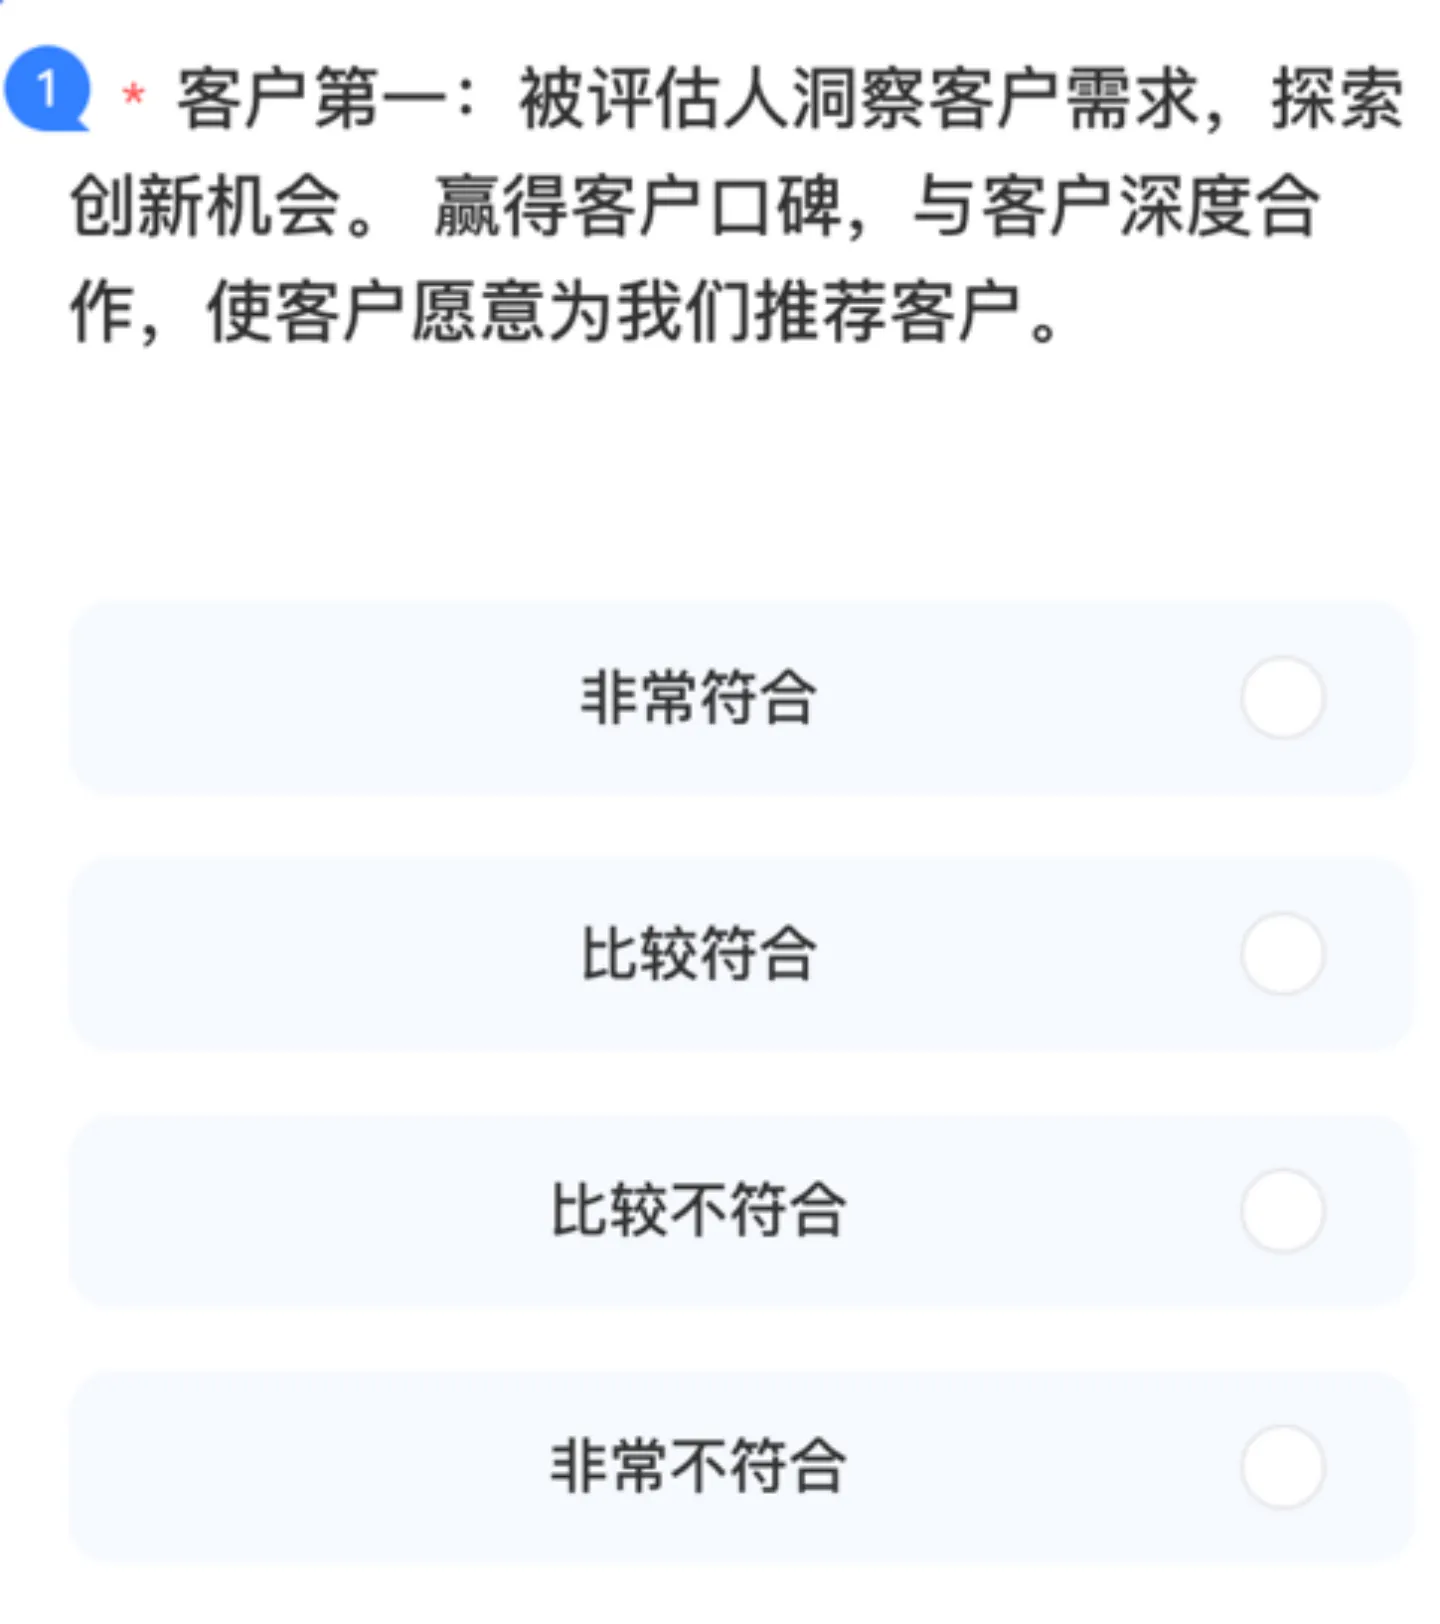 1 * 客户第一：被评估人洞察客户需求，探索
创新机会。 赢得客户口碑，与客户深度合
作，使客户愿意为我们推荐客户。
非常符合
比较符合
比较不符合
非常不符合